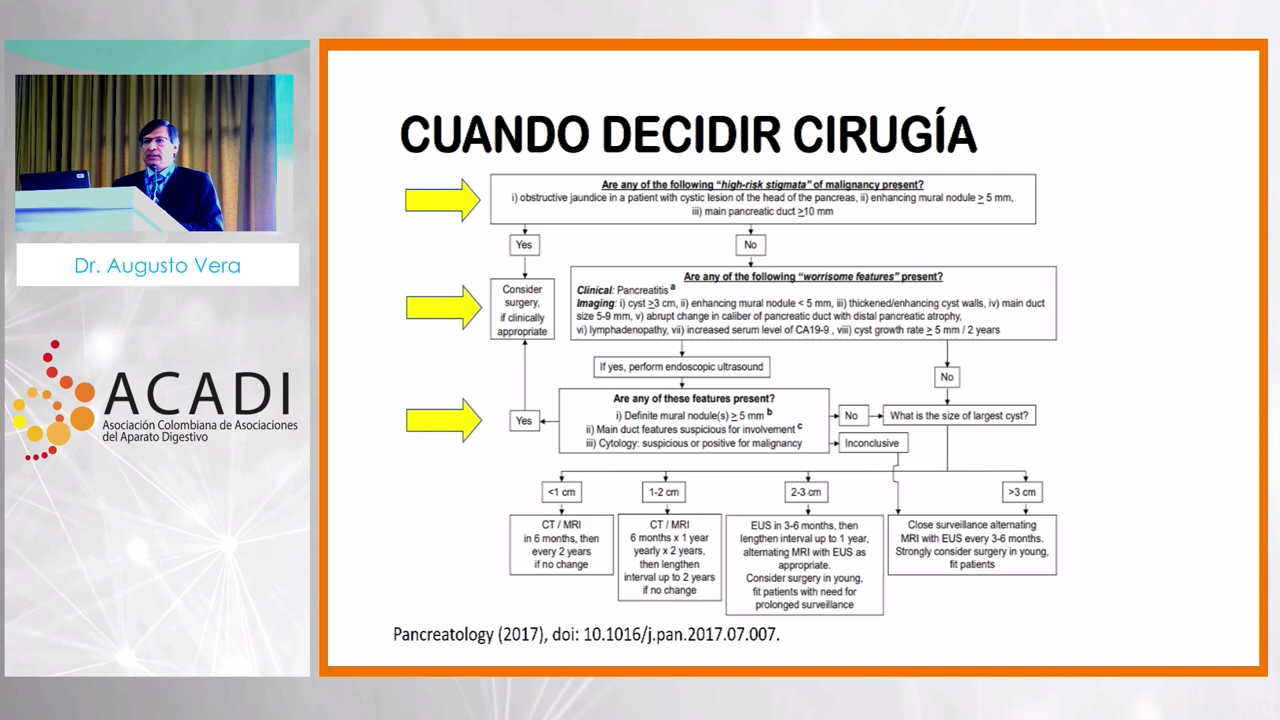 Dr. Augusto Vera
ACADI
Asociación Colombiana de Asociaciones
del Aparato Digestivo
CUANDO DECIDIR CIRUGÍA
Are any of the following "high-risk stigmata" of malignancy present?
i) obstructive jaundice in a patient with cystic lesion of the head of the pancreas, ii) enhancing mural nodule ≥ 5 mm,
iii) main pancreatic duct ≥10 mm
Yes
No
Consider
surgery,
if clinically
appropriate
Are any of the following "worrisome features" present?
Clinical: Pancreatitis a
Imaging: i) cyst ≥3 cm, ii) enhancing mural nodule < 5 mm, iii) thickened/enhancing cyst walls, iv) main duct
size 5-9 mm, v) abrupt change in caliber of pancreatic duct with distal pancreatic atrophy,
vi) lymphadenopathy, vii) increased serum level of CA19-9 , viii) cyst growth rate ≥ 5 mm / 2 years
If yes, perform endoscopic ultrasound
No
Are any of these features present?
i) Definite mural nodule(s) ≥ 5 mm b
ii) Main duct features suspicious for involvement c
iii) Cytology: suspicious or positive for malignancy
Yes
No
What is the size of largest cyst?
Inconclusive
<1 cm
1-2 cm
2-3 cm
>3 cm
CT / MRI
in 6 months, then
every 2 years
if no change
CT / MRI
6 months x 1 year
yearly x 2 years,
then lengthen
interval up to 2 years
if no change
EUS in 3-6 months, then
lengthen interval up to 1 year,
alternating MRI with EUS as
appropriate.
Consider surgery in young,
fit patients with need for
prolonged surveillance
Close surveillance alternating
MRI with EUS every 3-6 months.
Strongly consider surgery in young,
fit patients
Pancreatology (2017), doi: 10.1016/j.pan.2017.07.007.